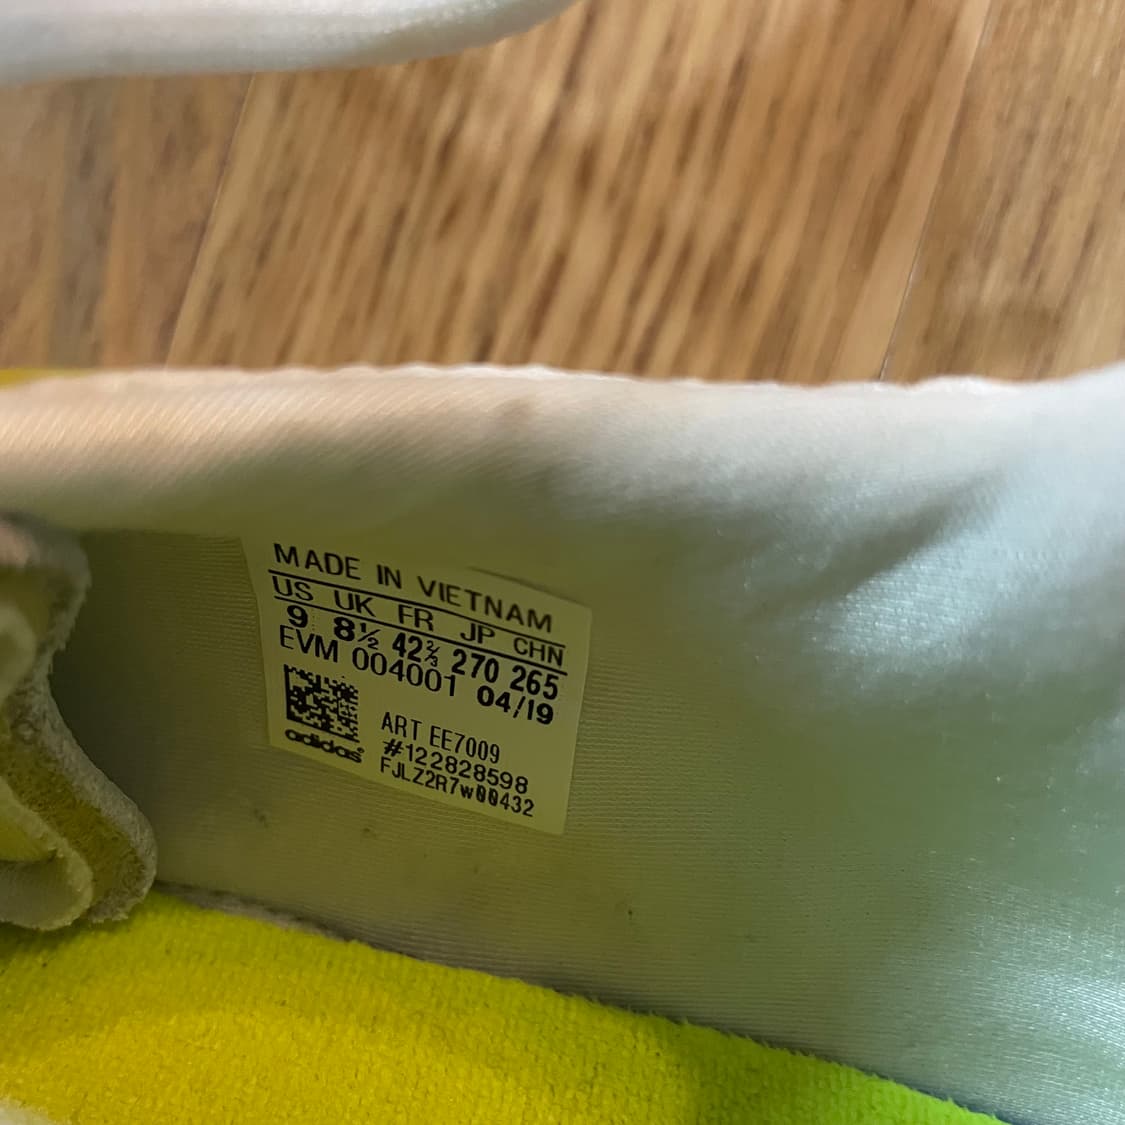 MADE IN VIETNAM
US UK FR JP CHN
9 8½ 42⅔ 270 265
EVM 004001 04/19
ART EE7009
#122828598
FJLZ2R7w00432
adidas